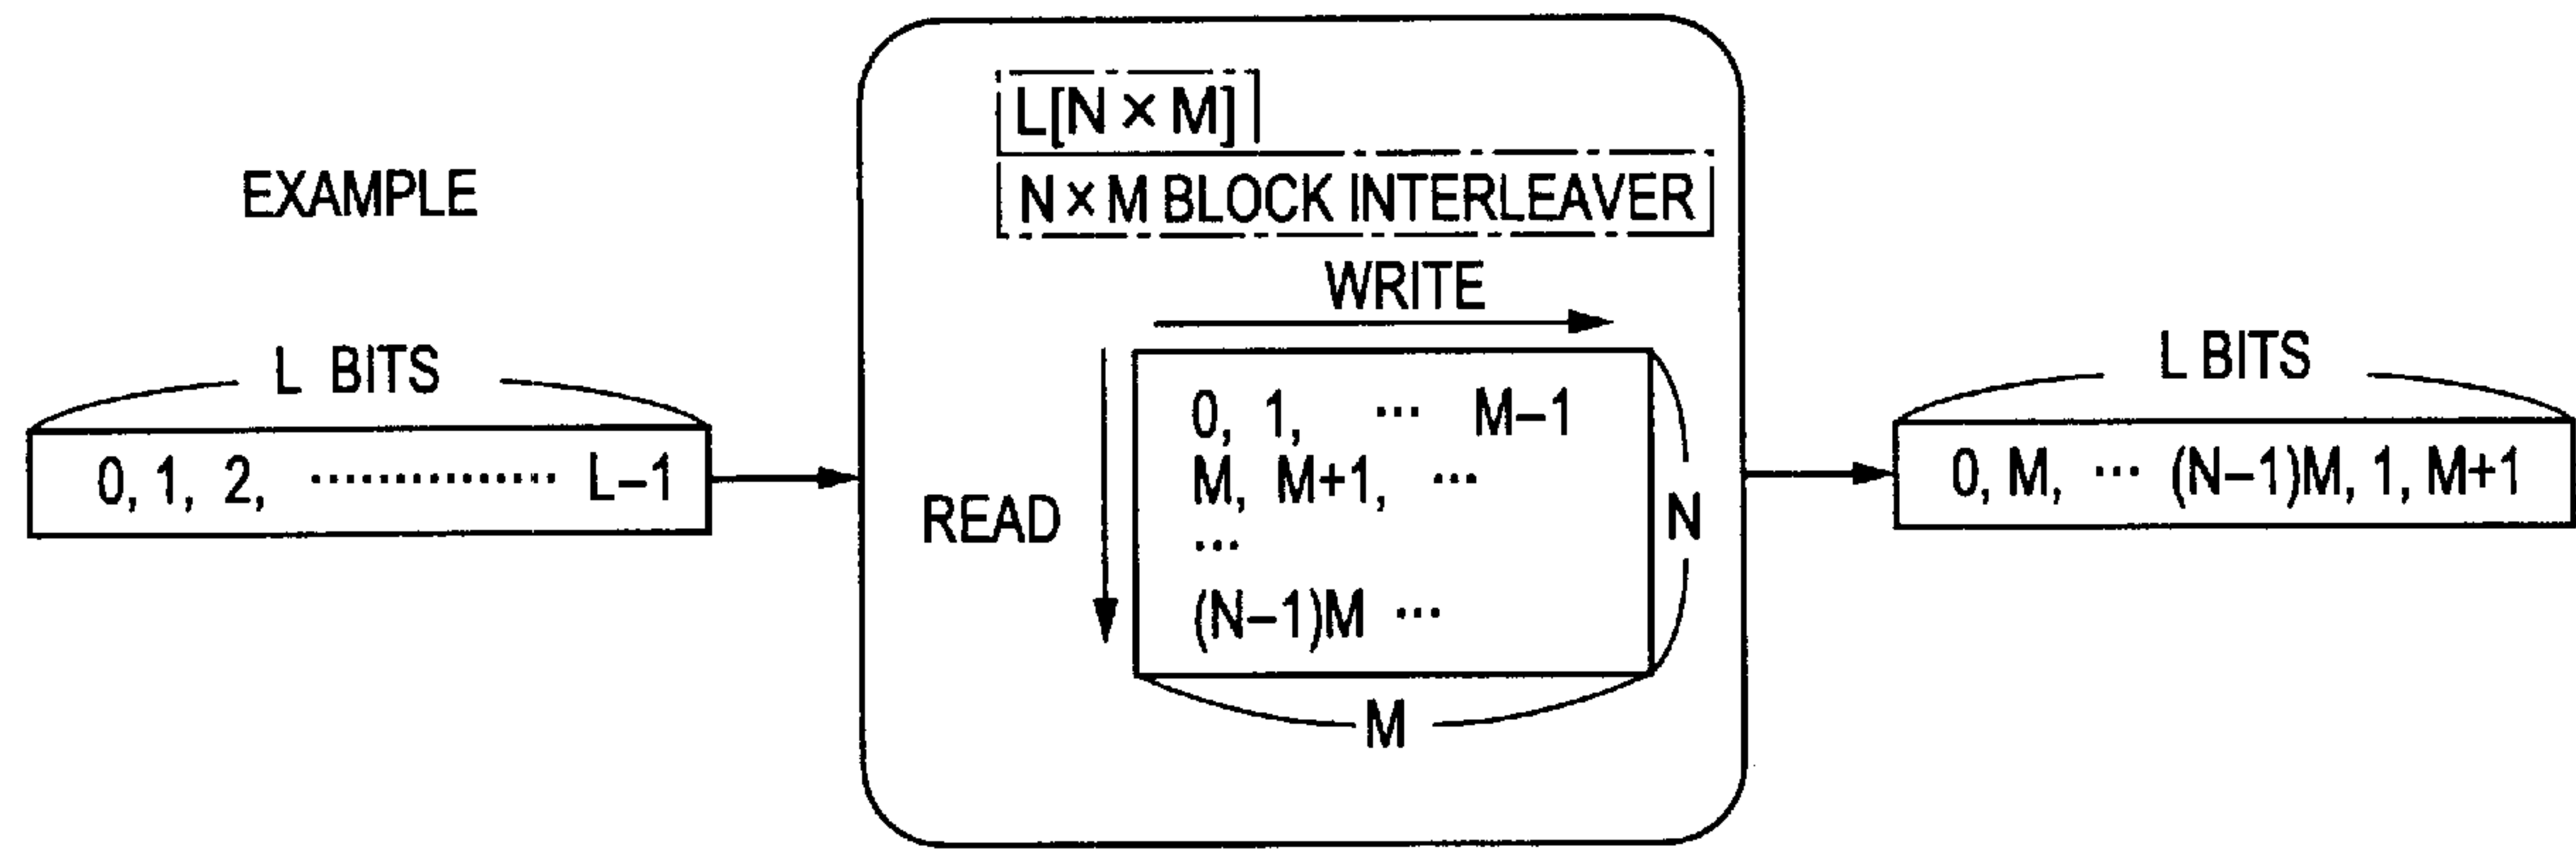 EXAMPLE
L BITS
0, 1, 2, ··············· L–1
L[N × M]
N × M BLOCK INTERLEAVER
WRITE
READ
0, 1, ··· M–1
M, M+1, ···
···
(N–1)M ···
N
M
L BITS
0, M, ··· (N–1)M, 1, M+1